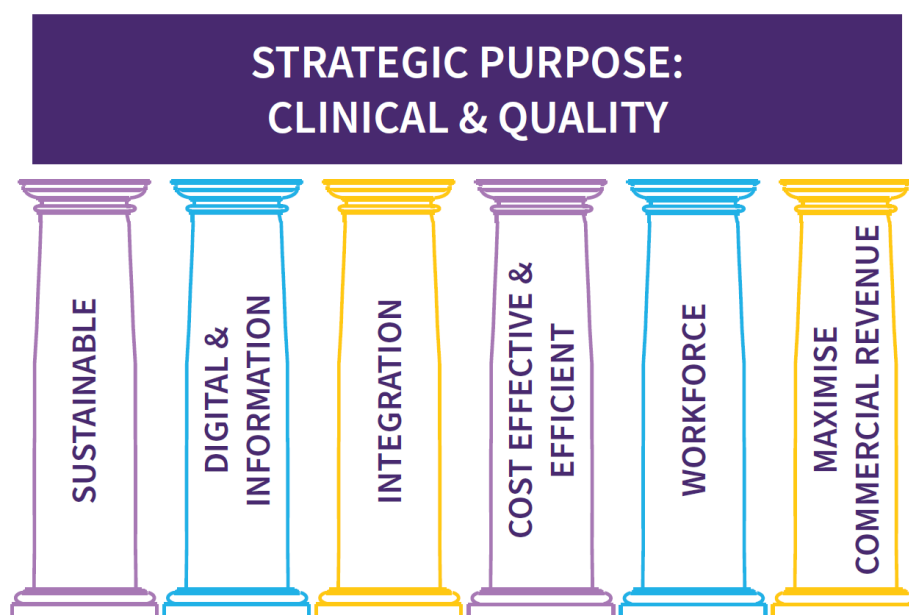 STRATEGIC PURPOSE:
CLINICAL & QUALITY
SUSTAINABLE
DIGITAL &
INFORMATION
INTEGRATION
COST EFFECTIVE &
EFFICIENT
WORKFORCE
MAXIMISE
COMMERCIAL REVENUE